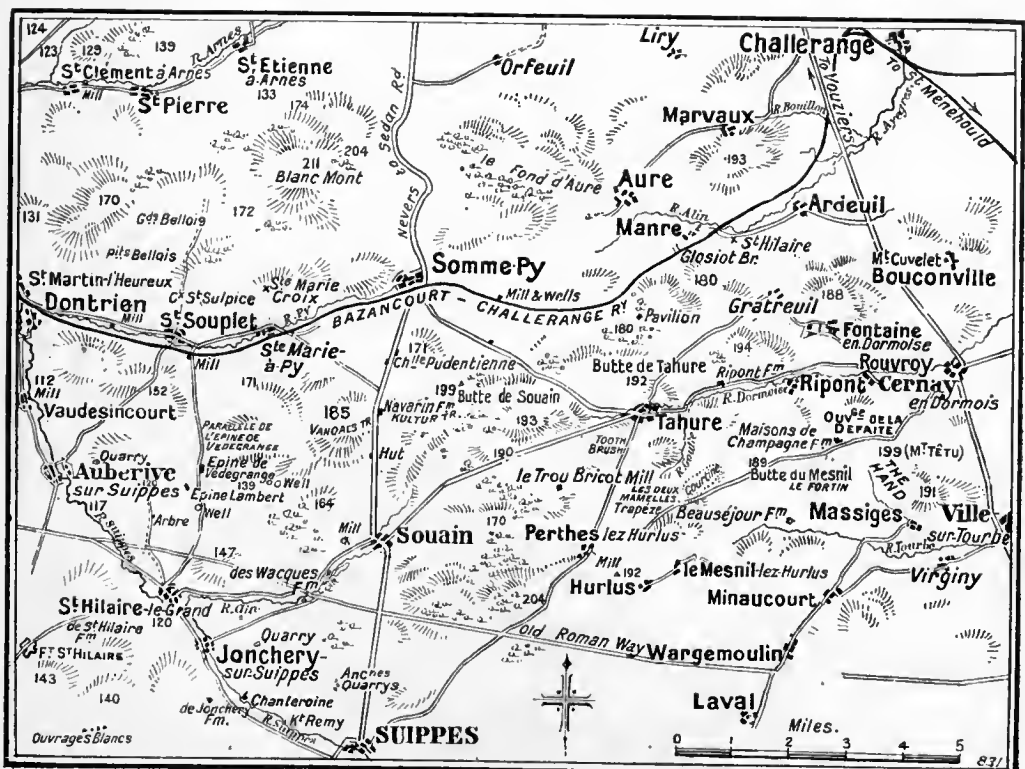 124
123
129
139
R. Arnes
St Clément à Arnes
Mill
St Pierre
St Etienne
à Arnes
133
174
Nevers to Sedan Rd
Orfeuil
Liry
Challerange
To Vouziers
To St Menehould
R. Bouillon
R. Avegres
Marvaux
193
211
204
Blanc Mont
le
Fond d'Aure
Aure
170
131
172
Gds Bellois
Pits Bellois
R. Alin
Manre
Ardeuil
St Hilaire
Glosiot Br.
180
Mt Cuvelet
Bouconville
St Martin-l'Heureux
Dontrien
Mill
Ch St Sulpice
St Souplet
Ste Marie
Croix
R. Py
Somme-Py
BAZANCOURT - CHALLERANGE Ry
Mill & Wells
Pavilion
180
Gratreuil
188
Fontaine
en Dormoise
Mill
Ste Marie-
à-Py
112
Mill
Vaudesincourt
152
171
171
Chlle Pudentienne
199
Butte de Souain
Butte de Tahure
192
194
Ripont Fm
R. Dormoise
Ripont
Rouvroy
Cernay
en Dormois
185
VANDALS TR.
Navarin Fm
KULTUR TR.
193
Tahure
Maisons de
Champagne Fm
OUVge DE LA
DEFAITE
PARALLELE DE
L'EPINE DE
VEDEGRANGE
Quarry
Auberive
sur-Suippes
117
R. Suippes
Epine de
Vedegrange
139
Well
Epine Lambert
Well
164
Hut
190
TOOTH
BRUSH
le Trou Bricot Mill
LES DEUX
MAMELLES
Trapèze
Courtine
189
Butte du Mesnil
LE FORTIN
199 (Mt TÊTU)
THE HAND
191
Arbre
147
Mill
Souain
170
Perthes lez Hurlus
Beauséjour Fm
Massiges
Ville-
sur-Tourbe
R. Tourbe
Virginy
des Wacques
Fm
Mill
192
Hurlus
le Mesnil-lez-Hurlus
Minaucourt
St Hilaire-le-Grand
120
R. Ain
204
de St Hilaire
Fm
Ft ST HILAIRE
143
140
Jonchery-
sur-Suippes
Quarry
Old Roman Way
Wargemoulin
Anches
Quarrys
Chanteroine
de Jonchery
Fm.
R. Suippes
Kt Remy
SUIPPES
Ouvrages Blancs
Laval
Miles.
0 1 2 3 4 5
831